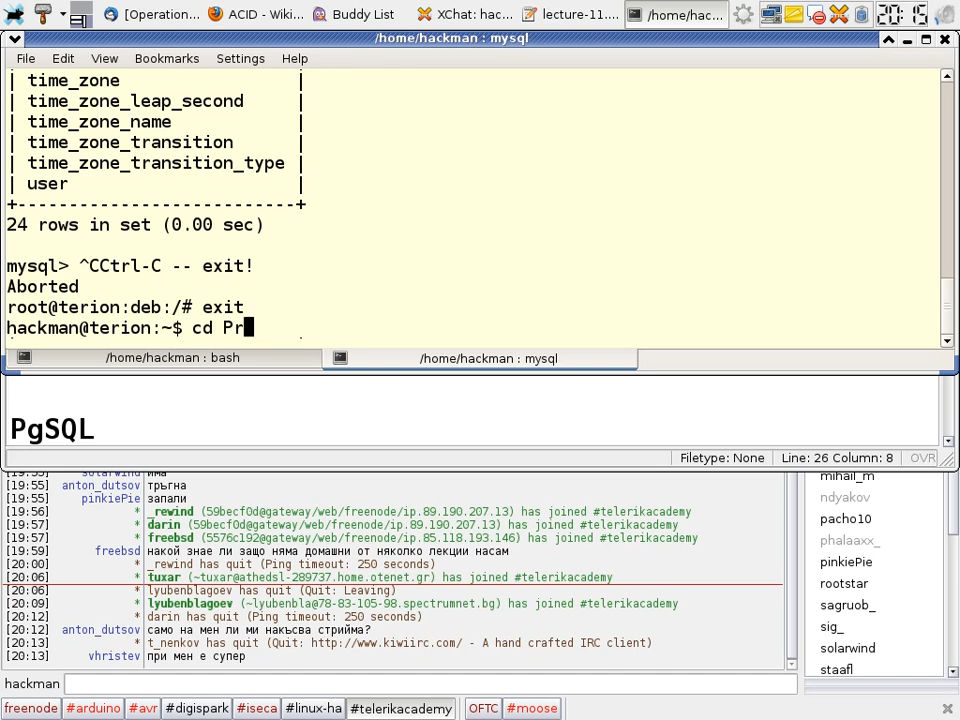 [Operation...
ACID - Wiki...
Buddy List
XChat: hac...
lecture-11....
/home/hac...
20:15
/home/hackman : mysql
File Edit View Bookmarks Settings Help
| time_zone |
| time_zone_leap_second |
| time_zone_name |
| time_zone_transition |
| time_zone_transition_type |
| user |
+---------------------------+
24 rows in set (0.00 sec)
mysql> ^CCtrl-C -- exit!
Aborted
root@terion:deb:/# exit
hackman@terion:~$ cd Pr
/home/hackman : bash
/home/hackman : mysql
PgSQL
Filetype: None Line: 26 Column: 8 OVR
[19:55] solarwind има
[19:55] anton_dutsov тръгна
[19:55] pinkiePie запали
[19:56] * _rewind (59becf0d@gateway/web/freenode/ip.89.190.207.13) has joined #telerikacademy
[19:57] * darin (59becf0d@gateway/web/freenode/ip.89.190.207.13) has joined #telerikacademy
[19:57] * freebsd (5576c192@gateway/web/freenode/ip.85.118.193.146) has joined #telerikacademy
[19:59] freebsd някой знае ли защо няма домашни от няколко лекции насам
[20:00] * _rewind has quit (Ping timeout: 250 seconds)
[20:06] * tuxar (~tuxar@athedsl-289737.home.otenet.gr) has joined #telerikacademy
[20:06] * lyubenblagoev has quit (Quit: Leaving)
[20:09] * lyubenblagoev (~lyubenbla@78-83-105-98.spectrumnet.bg) has joined #telerikacademy
[20:12] * darin has quit (Ping timeout: 250 seconds)
[20:12] anton_dutsov само на мен ли ми накъсва стрийма?
[20:13] * t_nenkov has quit (Quit: http://www.kiwiirc.com/ - A hand crafted IRC client)
[20:13] vhristev при мен е супер
mihail_m
ndyakov
pacho10
phalaaxx_
pinkiePie
rootstar
sagruob_
sig_
solarwind
staafl
hackman
freenode #arduino #avr #digispark #iseca #linux-ha #telerikacademy OFTC #moose